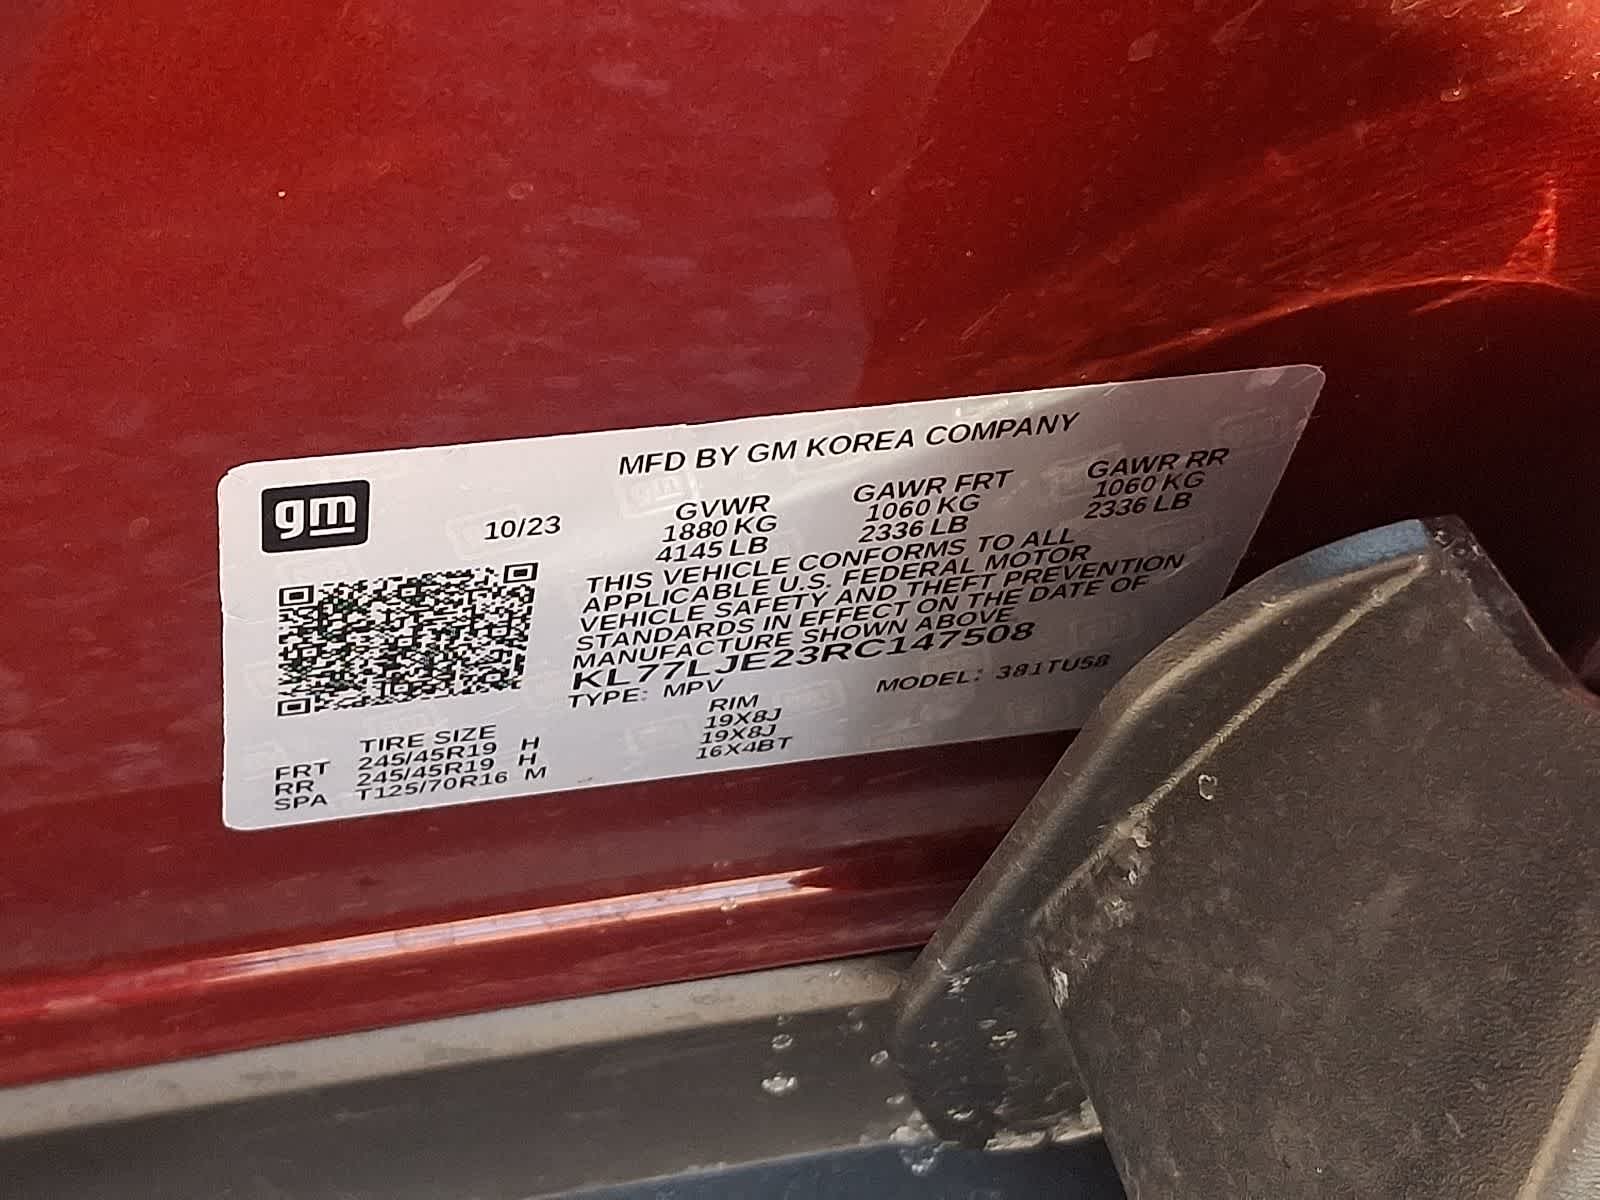 MFD BY GM KOREA COMPANY
gm 10/23 GVWR GAWR FRT GAWR RR
1880 KG 1060 KG 1060 KG
4145 LB 2336 LB 2336 LB
THIS VEHICLE CONFORMS TO ALL
APPLICABLE U.S. FEDERAL MOTOR
VEHICLE SAFETY AND THEFT PREVENTION
STANDARDS IN EFFECT ON THE DATE OF
MANUFACTURE SHOWN ABOVE
KL77LJE23RC147508
TYPE: MPV MODEL: 381TU58
TIRE SIZE RIM
FRT 245/45R19 H 19X8J
RR 245/45R19 H 19X8J
SPA T125/70R16 M 16X4BT